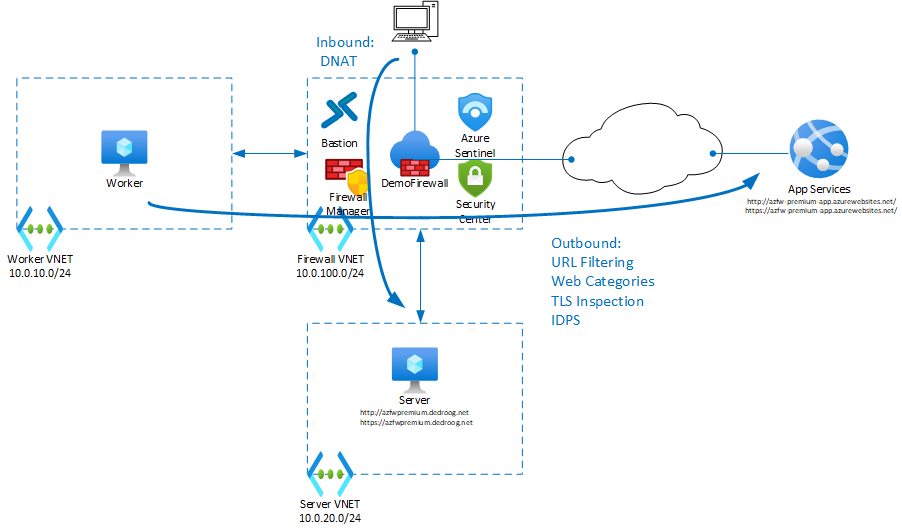 Inbound:
DNAT
Bastion
Azure
Sentinel
Worker
Firewall
Manager
DemoFirewall
Security
Center
App Services
http://azfw-premium-app.azurewebsites.net/
https://azfw-premium-app.azurewebsites.net/
Worker VNET
10.0.10.0/24
Firewall VNET
10.0.100.0/24
Outbound:
URL Filtering
Web Categories
TLS Inspection
IDPS
Server
http://azfwpremium.dedroog.net
https://azfwpremium.dedroog.net
Server VNET
10.0.20.0/24